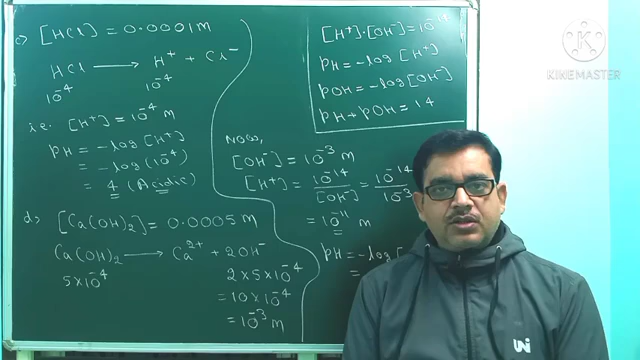 c) [HCl] = 0.0001 M
HCl ⟶ H⁺ + Cl⁻
10⁻⁴ 10⁻⁴
i.e. [H⁺] = 10⁻⁴ M
pH = -log[H⁺]
= -log(10⁻⁴)
= 4 (Acidic)
d) [Ca(OH)₂] = 0.0005 M
Ca(OH)₂ ⟶ Ca²⁺ + 2OH⁻
5×10⁻⁴ 2×5×10⁻⁴
= 10×10⁻⁴
= 10⁻³ M
[H⁺]·[OH⁻] = 10⁻¹⁴
pH = -log[H⁺]
pOH = -log[OH⁻]
pH + pOH = 14
Now,
[OH⁻] = 10⁻³ M
[H⁺] = 10⁻¹⁴/[OH⁻] = 10⁻¹⁴/10⁻³
= 10⁻¹¹ M
pH = -log[
=
KINEMASTER
UNI